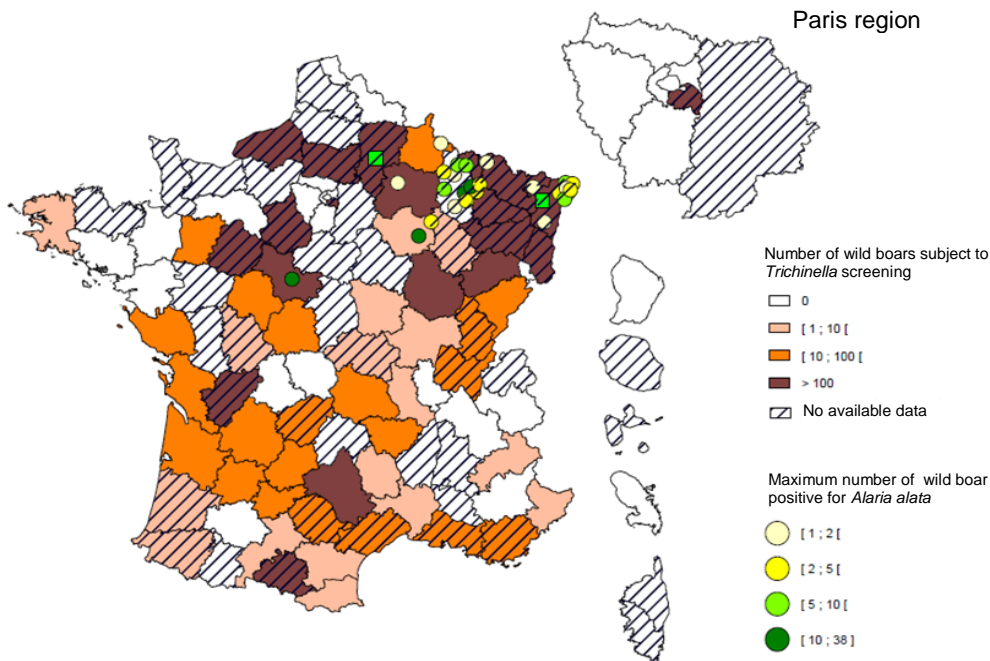 Paris region
Number of wild boars subject to
Trichinella screening
0
[ 1 ; 10 [
[ 10 ; 100 [
> 100
No available data
Maximum number of wild boar
positive for Alaria alata
[ 1 ; 2 [
[ 2 ; 5 [
[ 5 ; 10 [
[ 10 ; 38 ]